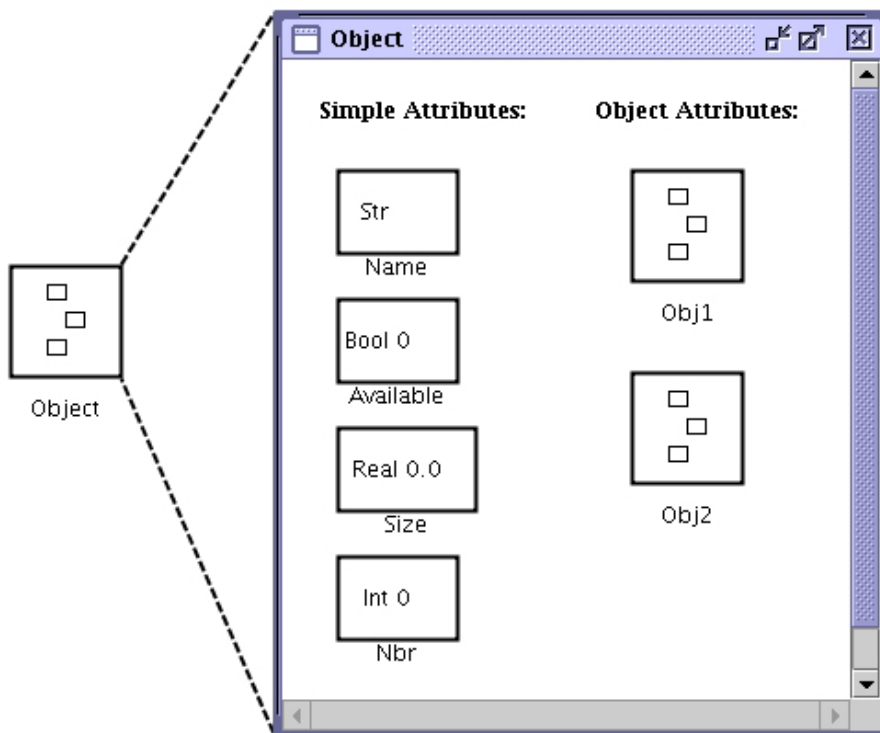 Object
Object
Simple Attributes:
Str
Name
Bool 0
Available
Real 0.0
Size
Int 0
Nbr
Object Attributes:
Obj1
Obj2